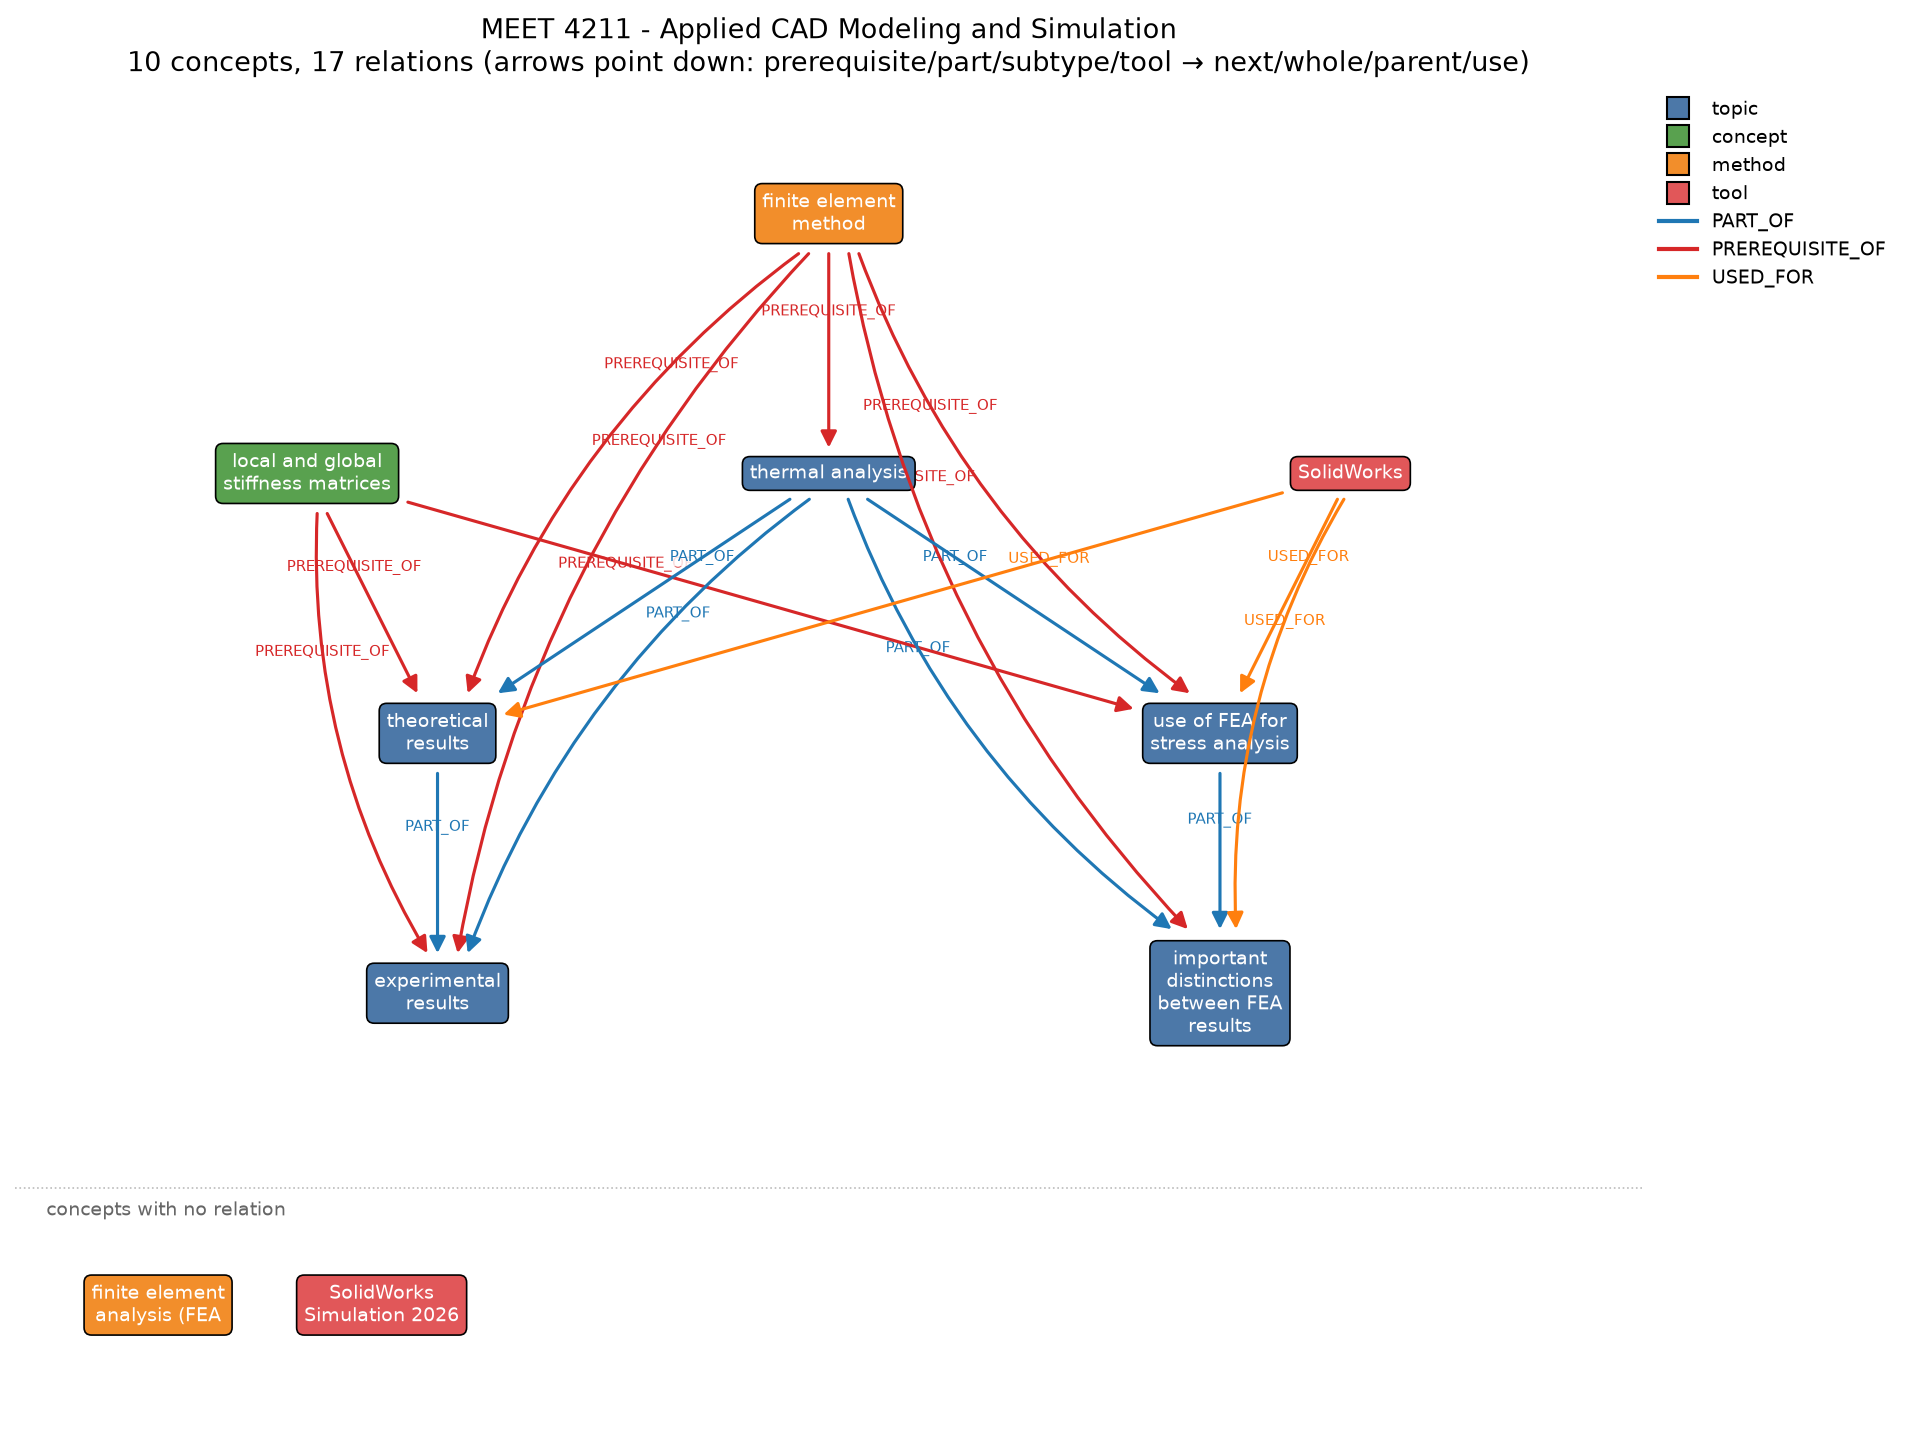 MEET 4211 - Applied CAD Modeling and Simulation
10 concepts, 17 relations (arrows point down: prerequisite/part/subtype/tool → next/whole/parent/use)
topic
concept
method
tool
PART_OF
PREREQUISITE_OF
USED_FOR
finite element
method
PREREQUISITE_OF
PREREQUISITE_OF
PREREQUISITE_OF
PREREQUISITE_OF
local and global
stiffness matrices
thermal analysis
SITE_OF
SolidWorks
PREREQUISITE_OF
PREREQUISITE_
PART_OF
PART_OF
USED_FOR
USED_FOR
PART_OF
USED_FOR
PREREQUISITE_OF
PART_OF
theoretical
results
use of FEA for
stress analysis
PART_OF
PART_OF
experimental
results
important
distinctions
between FEA
results
concepts with no relation
finite element
analysis (FEA
SolidWorks
Simulation 2026